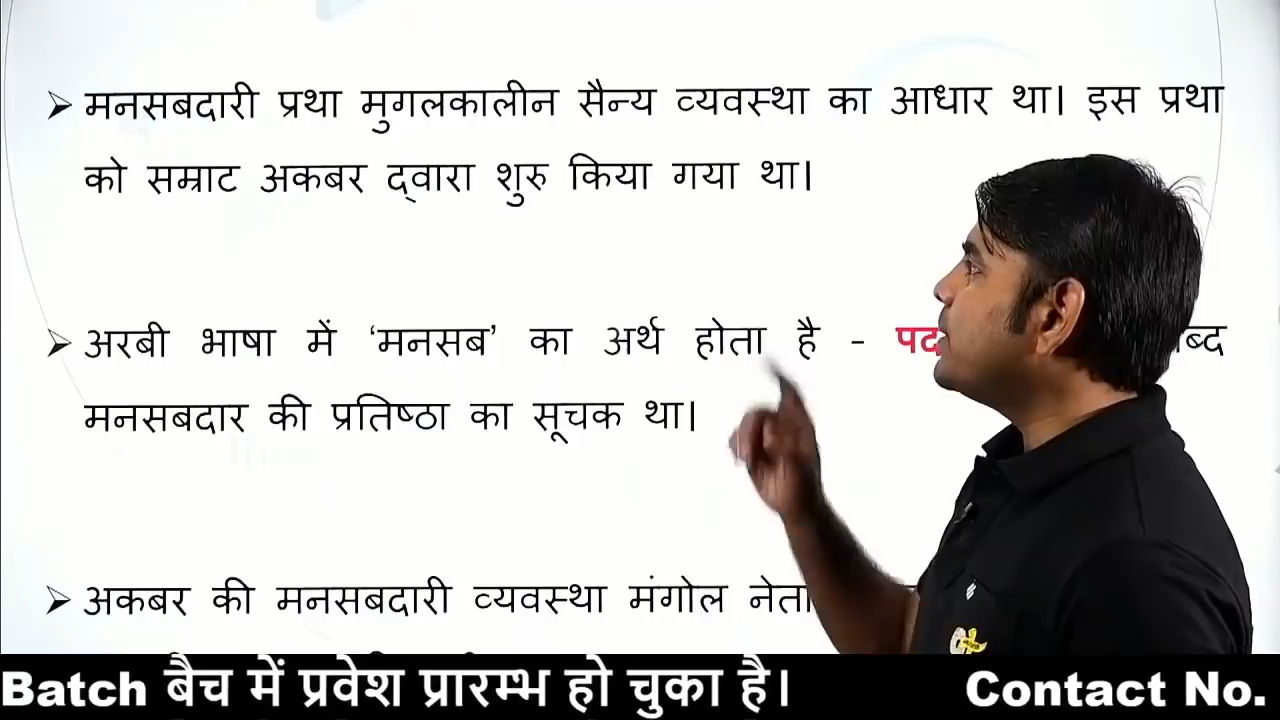 ➢ मनसबदारी प्रथा मुगलकालीन सैन्य व्यवस्था का आधार था। इस प्रथा
को सम्राट अकबर द्वारा शुरु किया गया था।
➢ अरबी भाषा में ‘मनसब’ का अर्थ होता है -
मनसबदार की प्रतिष्ठा का सूचक था।
➢ अकबर की मनसबदारी व्यवस्था मंगोल नेता
Batch बैच में प्रवेश प्रारम्भ हो चुका है। Contact No.